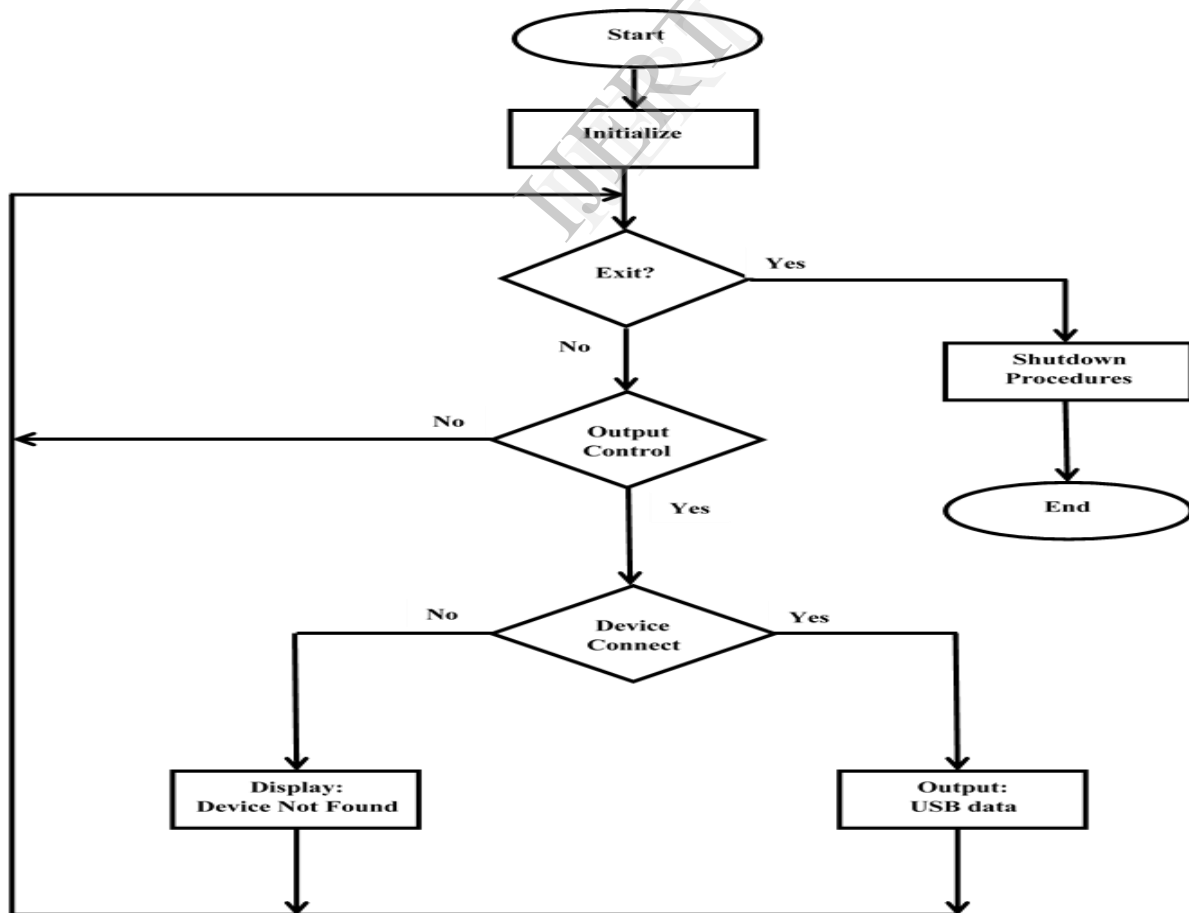 Start
IJERT
Initialize
Exit?
Yes
No
Shutdown
Procedures
No
Output
Control
Yes
End
No
Device
Connect
Yes
Display:
Device Not Found
Output:
USB data